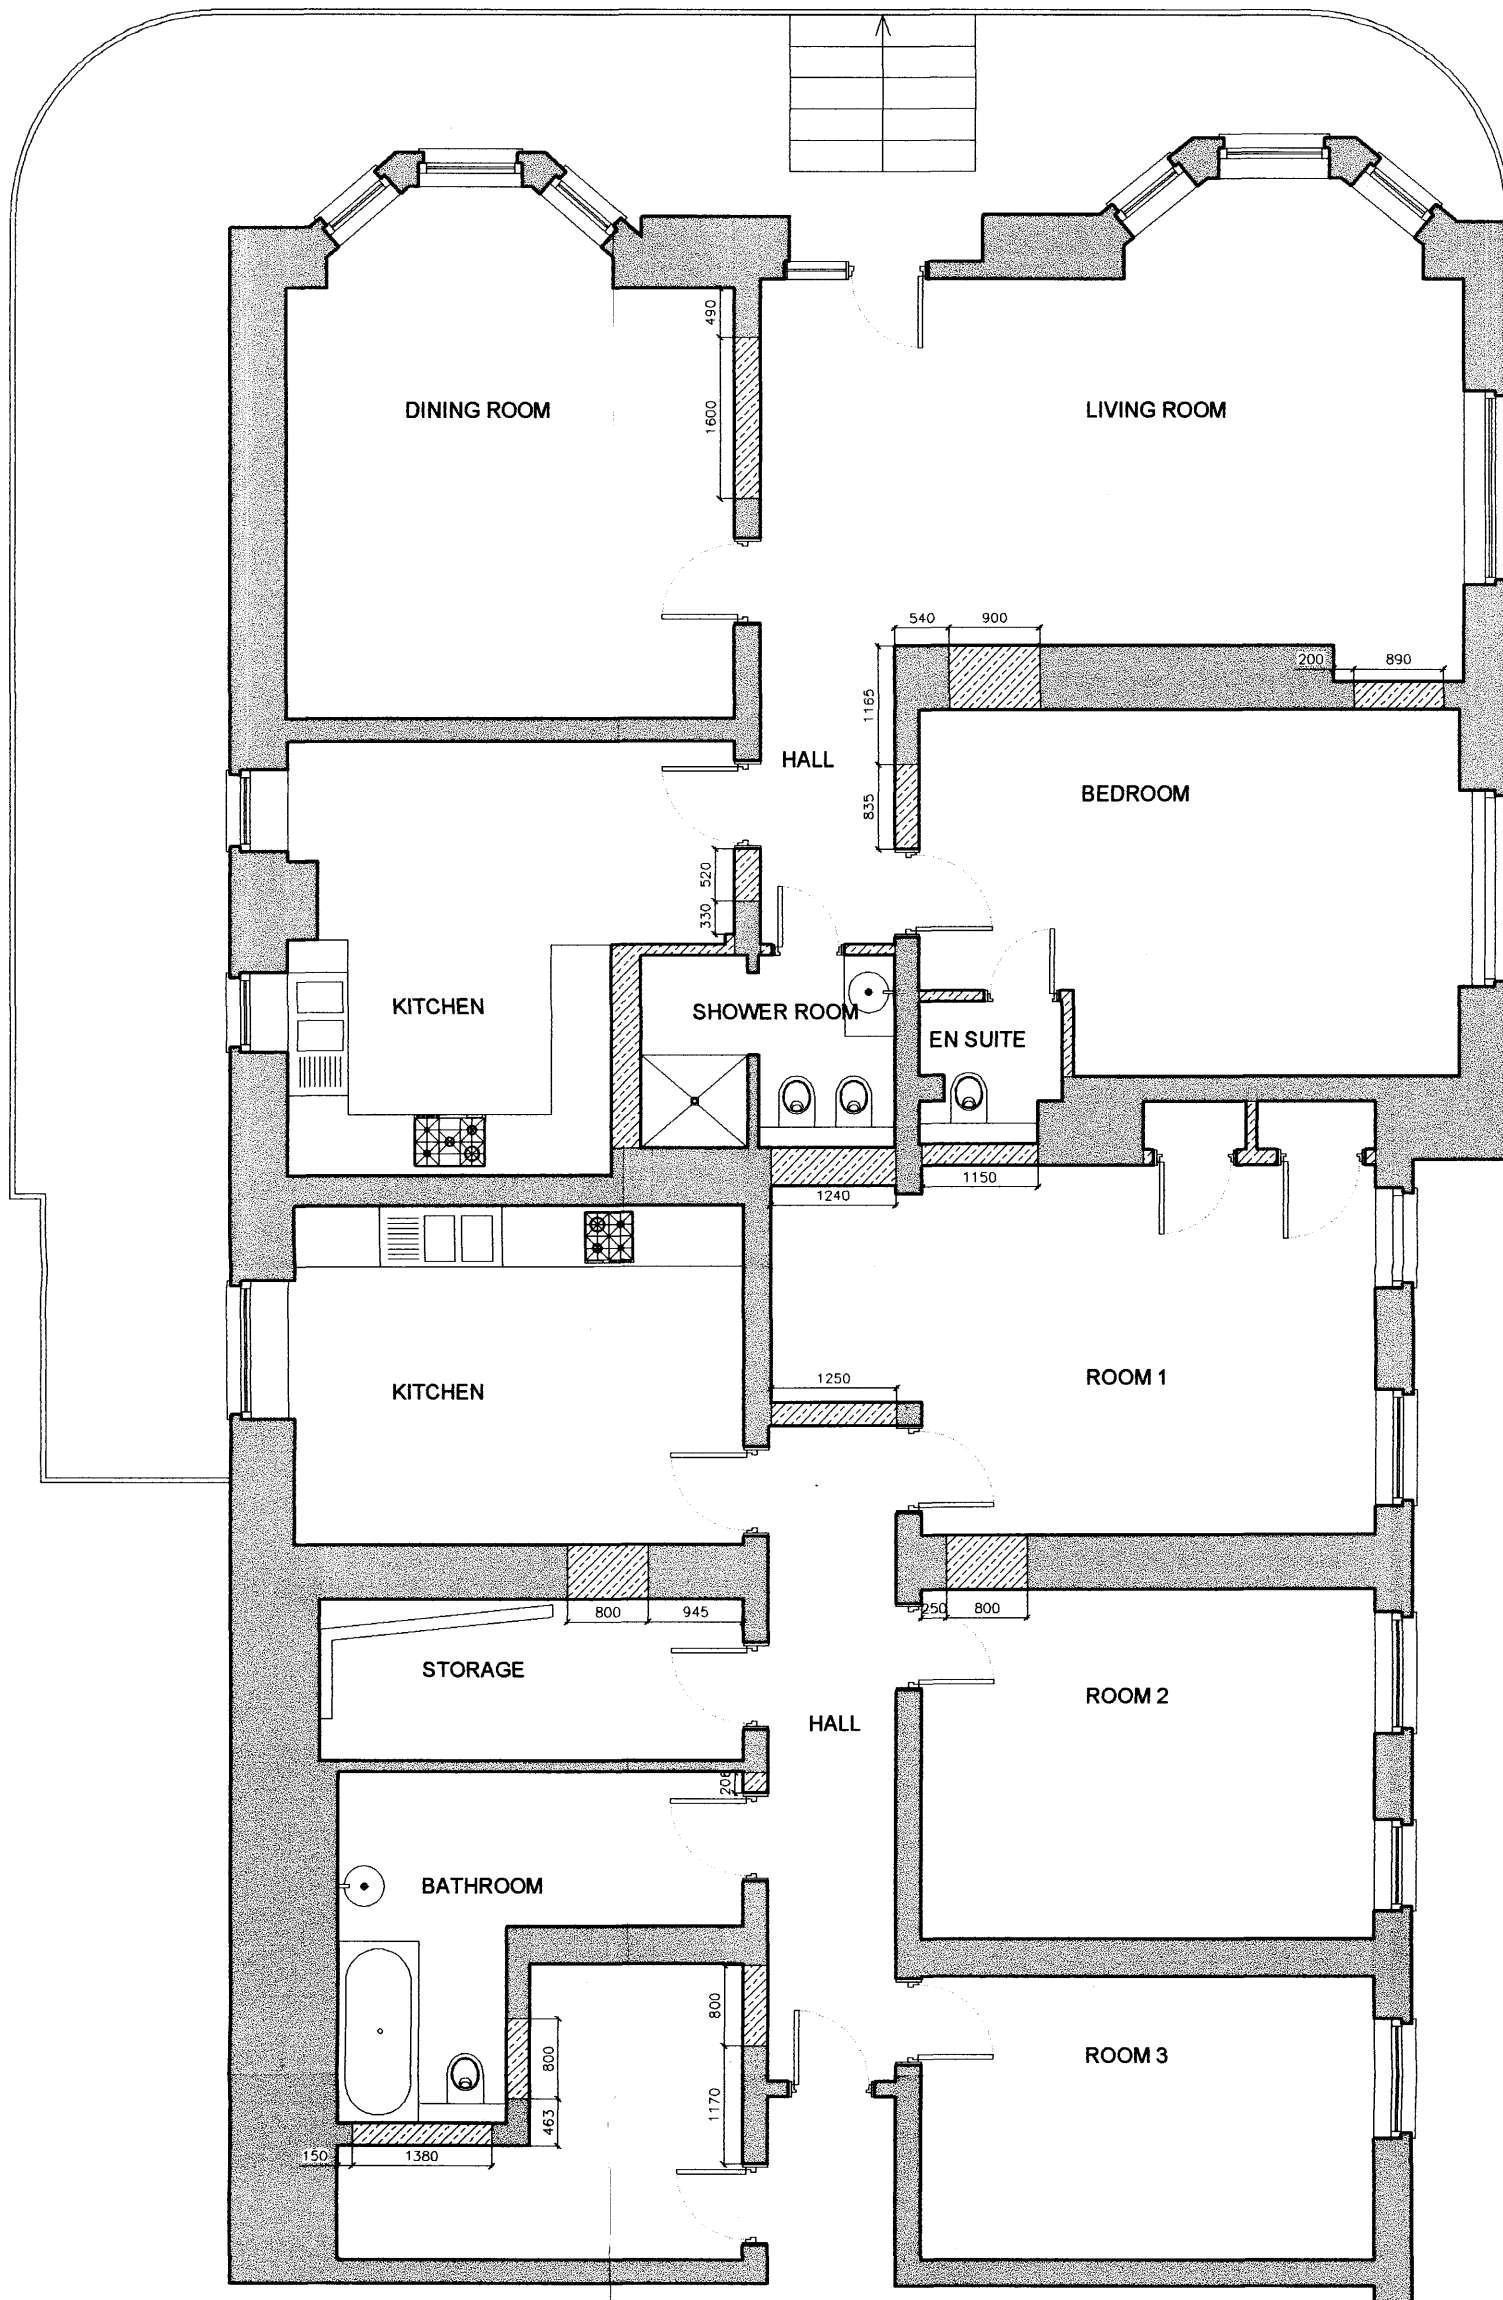 490
DINING ROOM
LIVING ROOM
1600
540
900
200
890
1165
HALL
BEDROOM
835
520
330
KITCHEN
SHOWER ROOM
EN SUITE
1240
1150
KITCHEN
1250
ROOM 1
800
945
250
800
STORAGE
ROOM 2
HALL
206
BATHROOM
800
ROOM 3
800
1170
463
150
1380